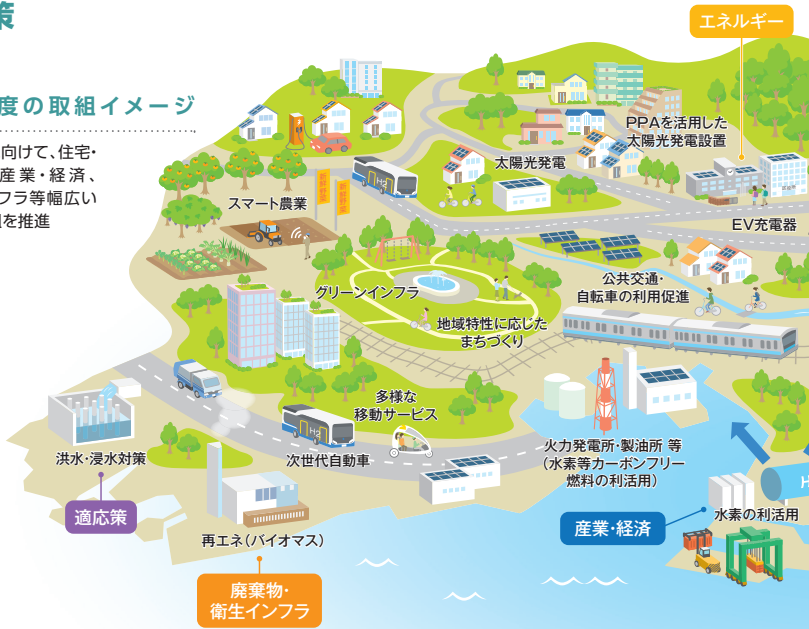 策
度の取組イメージ
向けて、住宅・
産業・経済、
フラ等幅広い
を推進
エネルギー
PPAを活用した
太陽光発電設置
太陽光発電
スマート農業
新鮮野菜
新鮮野菜
EV充電器
公共交通・
自転車の利用促進
グリーンインフラ
地域特性に応じた
まちづくり
多様な
移動サービス
H2
次世代自動車
洪水・浸水対策
適応策
火力発電所・製油所 等
(水素等カーボンフリー
燃料の利活用)
産業・経済
H
水素の利活用
再エネ(バイオマス)
廃棄物・
衛生インフラ